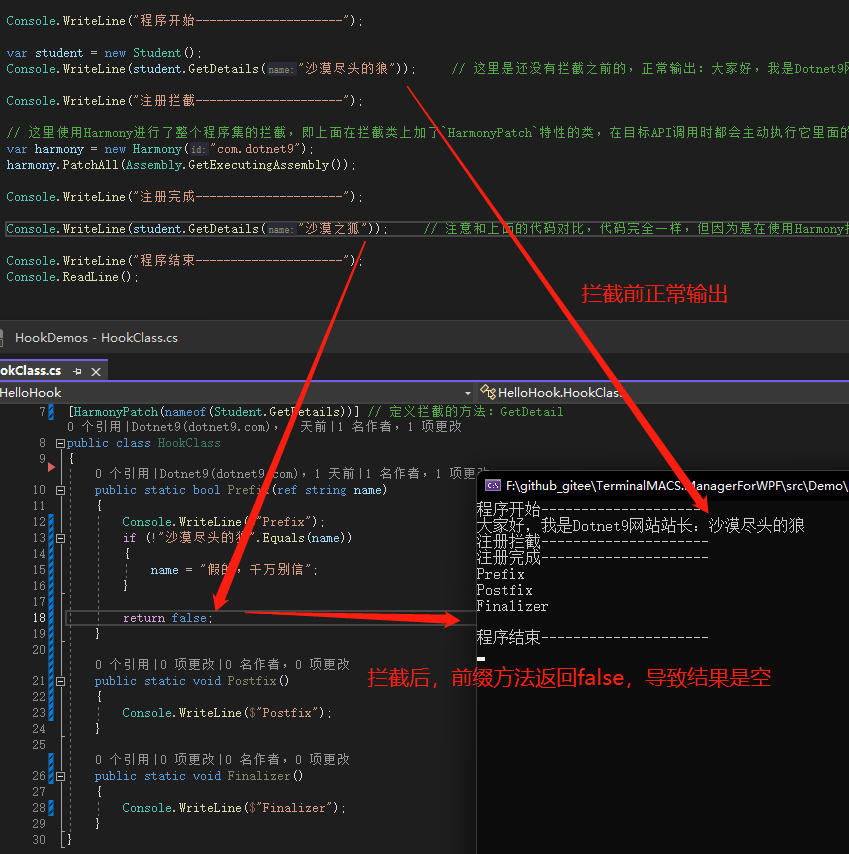 Console.WriteLine("程序开始----------------------");
var student = new Student();
Console.WriteLine(student.GetDetails(name:"沙漠尽头的狼"));     // 这里是还没有拦截之前的，正常输出：大家好，我是Dotnet9网
Console.WriteLine("注册拦截----------------------");
// 这里使用Harmony进行了整个程序集的拦截，即上面在拦截类上加了`HarmonyPatch`特性的类，在目标API调用时都会主动执行它里面的
var harmony = new Harmony(id:"com.dotnet9");
harmony.PatchAll(Assembly.GetExecutingAssembly());
Console.WriteLine("注册完成----------------------");
Console.WriteLine(student.GetDetails(name:"沙漠之狐"));     // 注意和上面的代码对比，代码完全一样，但因为是在使用Harmony
Console.WriteLine("程序结束----------------------");
Console.ReadLine();
拦截前正常输出
HookDemos - HookClass.cs
okClass.cs
HelloHook
HelloHook.HookClas
7 [HarmonyPatch(nameof(Student.GetDetails))] // 定义拦截的方法：GetDetail
0 个引用|Dotnet9(dotnet9.com)， 天前|1 名作者，1 项更改
8 public class HookClass
9 {
0 个引用|Dotnet9(dotnet9.com)，1 天前|1 名作者，1 项更
10 public static bool Prefix(ref string name)
11 {
12 Console.WriteLine($"Prefix");
13 if (!"沙漠尽头的狼".Equals(name))
14 {
15 name = "假的，千万别信";
16 }
17
18 return false;
19 }
20
0 个引用|0 项更改|0 名作者，0 项更改
21 public static void Postfix()
22 {
23 Console.WriteLine($"Postfix");
24 }
25
0 个引用|0 项更改|0 名作者，0 项更改
26 public static void Finalizer()
27 {
28 Console.WriteLine($"Finalizer");
29 }
30 }
F:\github_gitee\TerminalMACS.ManagerForWPF\src\Demo\
程序开始---------------------
大家好，我是Dotnet9网站站长：沙漠尽头的狼
注册拦截---------------------
注册完成---------------------
Prefix
Postfix
Finalizer
程序结束---------------------
拦截后，前缀方法返回false，导致结果是空